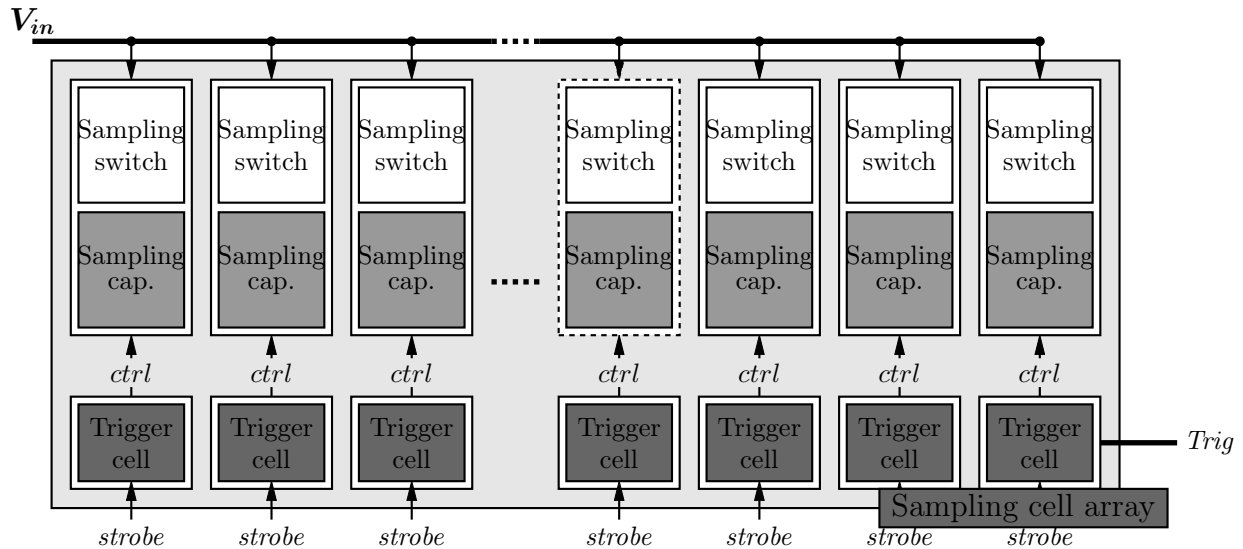 V_in
Sampling switch Sampling switch Sampling switch Sampling switch Sampling switch Sampling switch Sampling switch
Sampling cap. Sampling cap. Sampling cap. Sampling cap. Sampling cap. Sampling cap. Sampling cap.
ctrl ctrl ctrl ctrl ctrl ctrl ctrl
Trigger cell Trigger cell Trigger cell Trigger cell Trigger cell Trigger cell Trigger cell
Trig
Sampling cell array
strobe strobe strobe strobe strobe strobe strobe